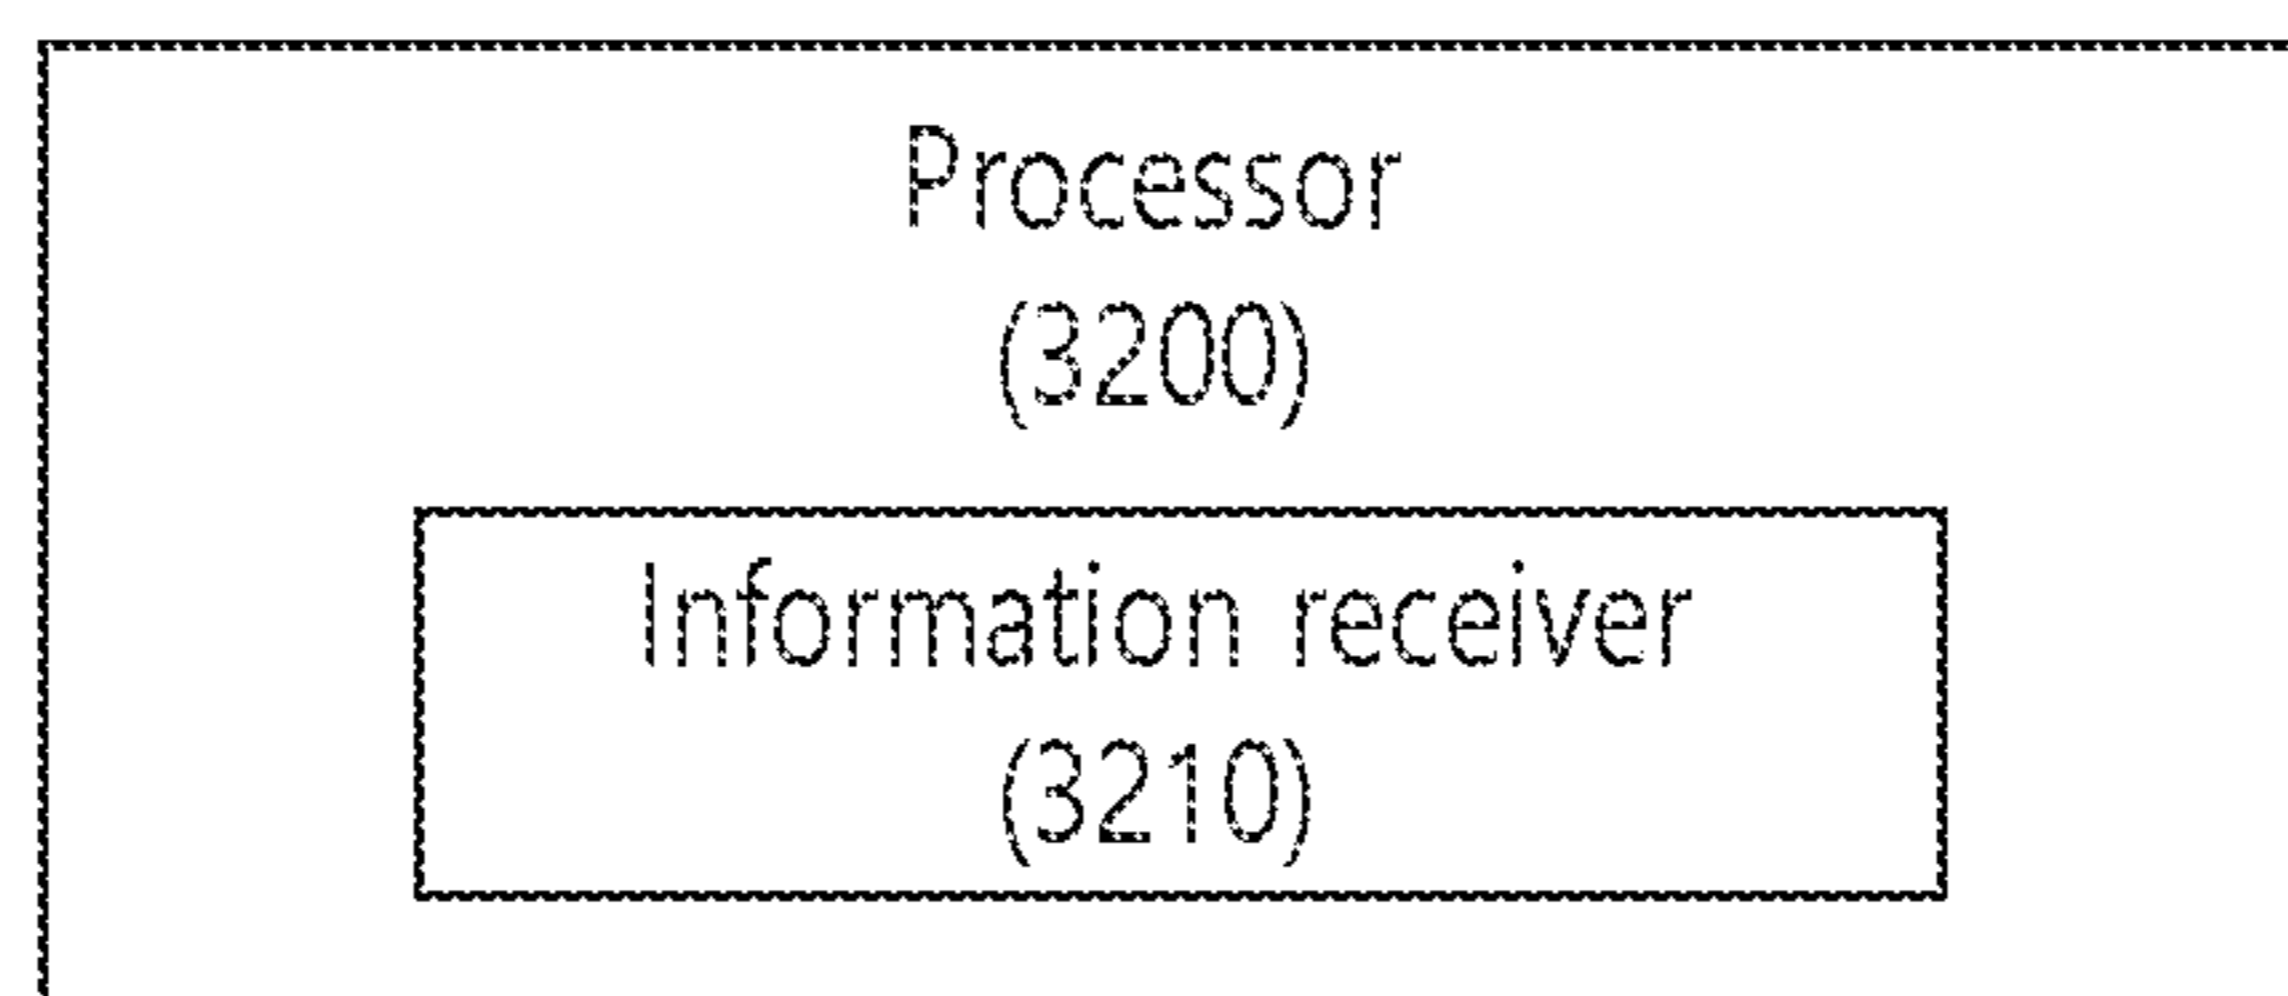 Processor
(3200)
Information receiver
(3210)